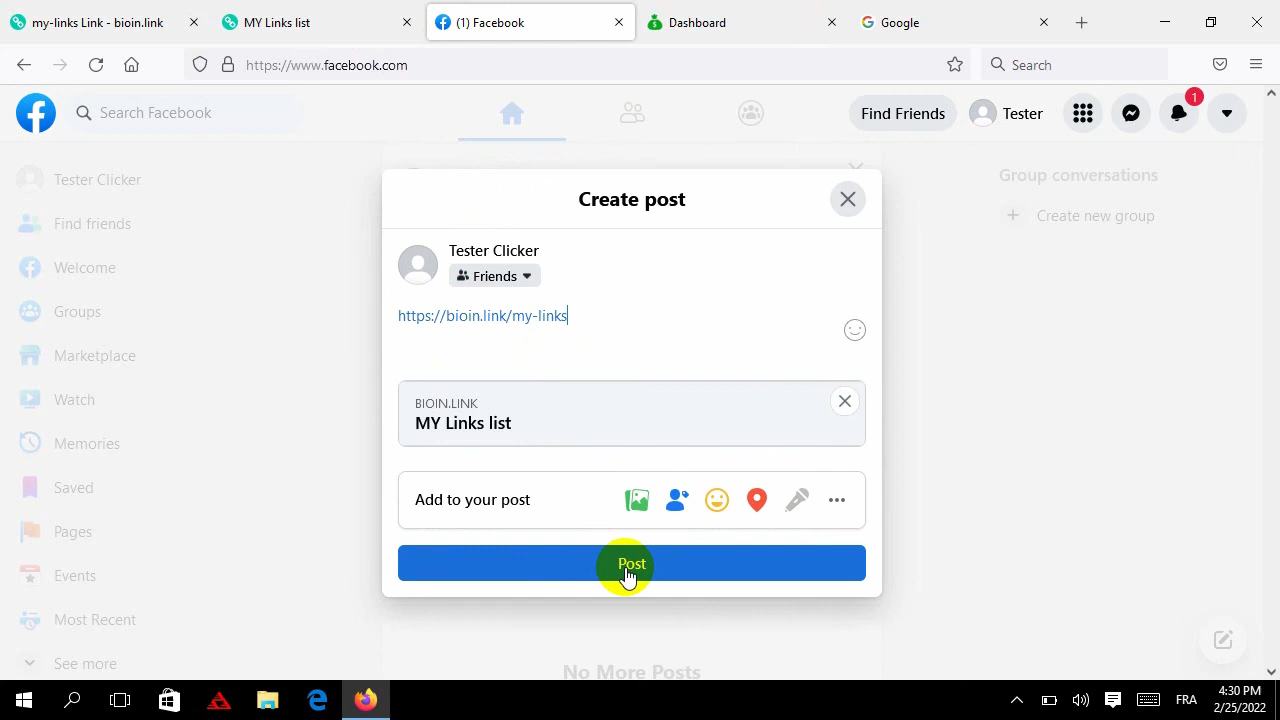 my-links Link - bioin.link
MY Links list
(1) Facebook
Dashboard
Google
https://www.facebook.com
Search
Search Facebook
Find Friends
Tester
1
Tester Clicker
Find friends
Welcome
Groups
Marketplace
Watch
Memories
Saved
Pages
Events
Most Recent
See more
Create post
Tester Clicker
Friends
https://bioin.link/my-links
BIOIN.LINK
MY Links list
Add to your post
Post
No More Posts
Group conversations
Create new group
FRA
4:30 PM
2/25/2022